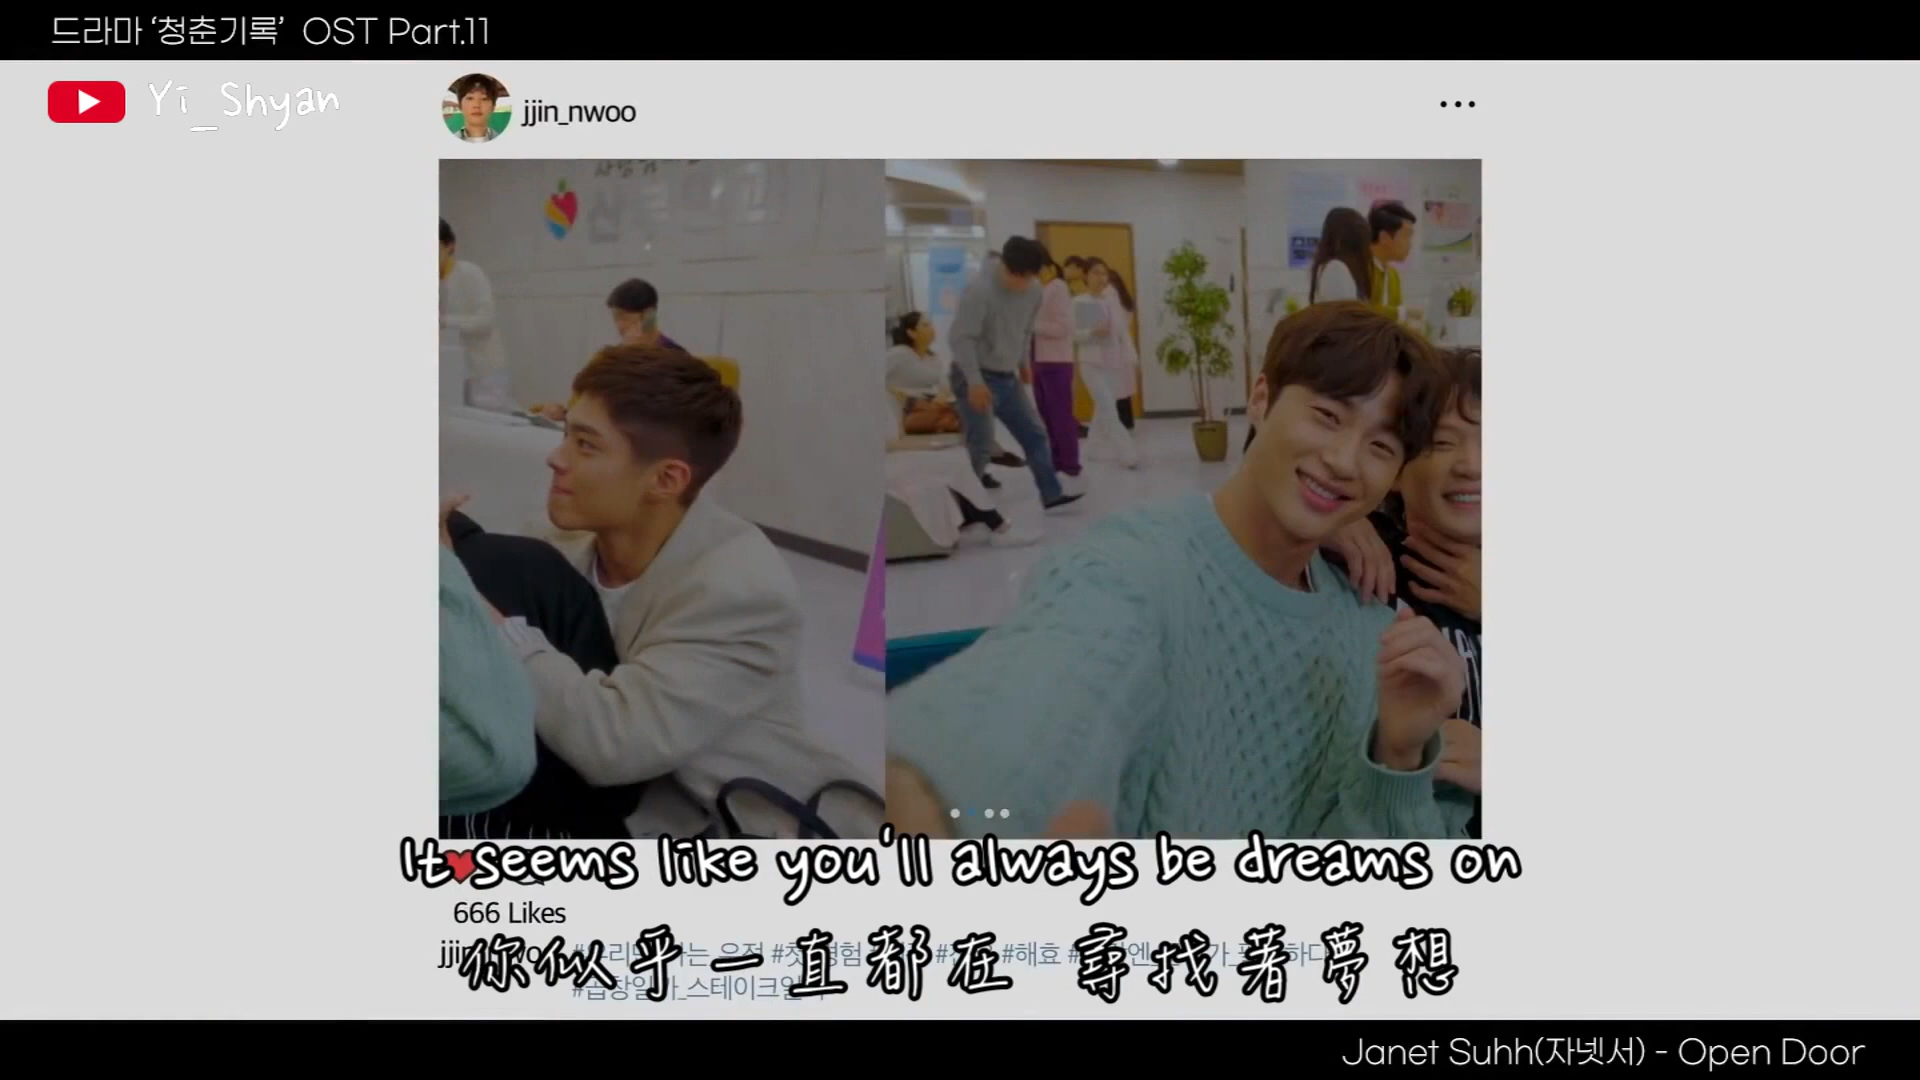 드라마 ‘청춘기록’ OST Part.11
Yi_Shyan
jjin_nwoo
It seems like you'll always be dreams on
666 Likes
你似乎一直都在 尋找著夢想
#해효
Janet Suhh(자넷서) - Open Door